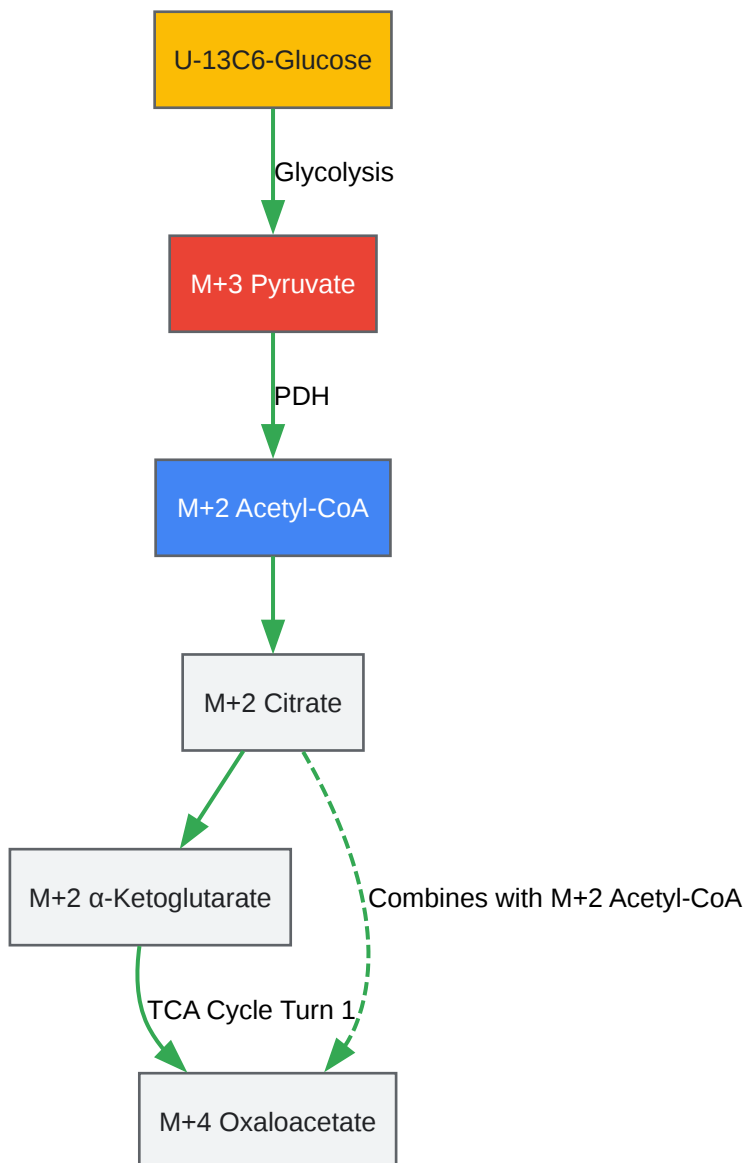 U-13C6-Glucose
Glycolysis
M+3 Pyruvate
PDH
M+2 Acetyl-CoA
M+2 Citrate
M+2 α-Ketoglutarate
Combines with M+2 Acetyl-CoA
TCA Cycle Turn 1
M+4 Oxaloacetate